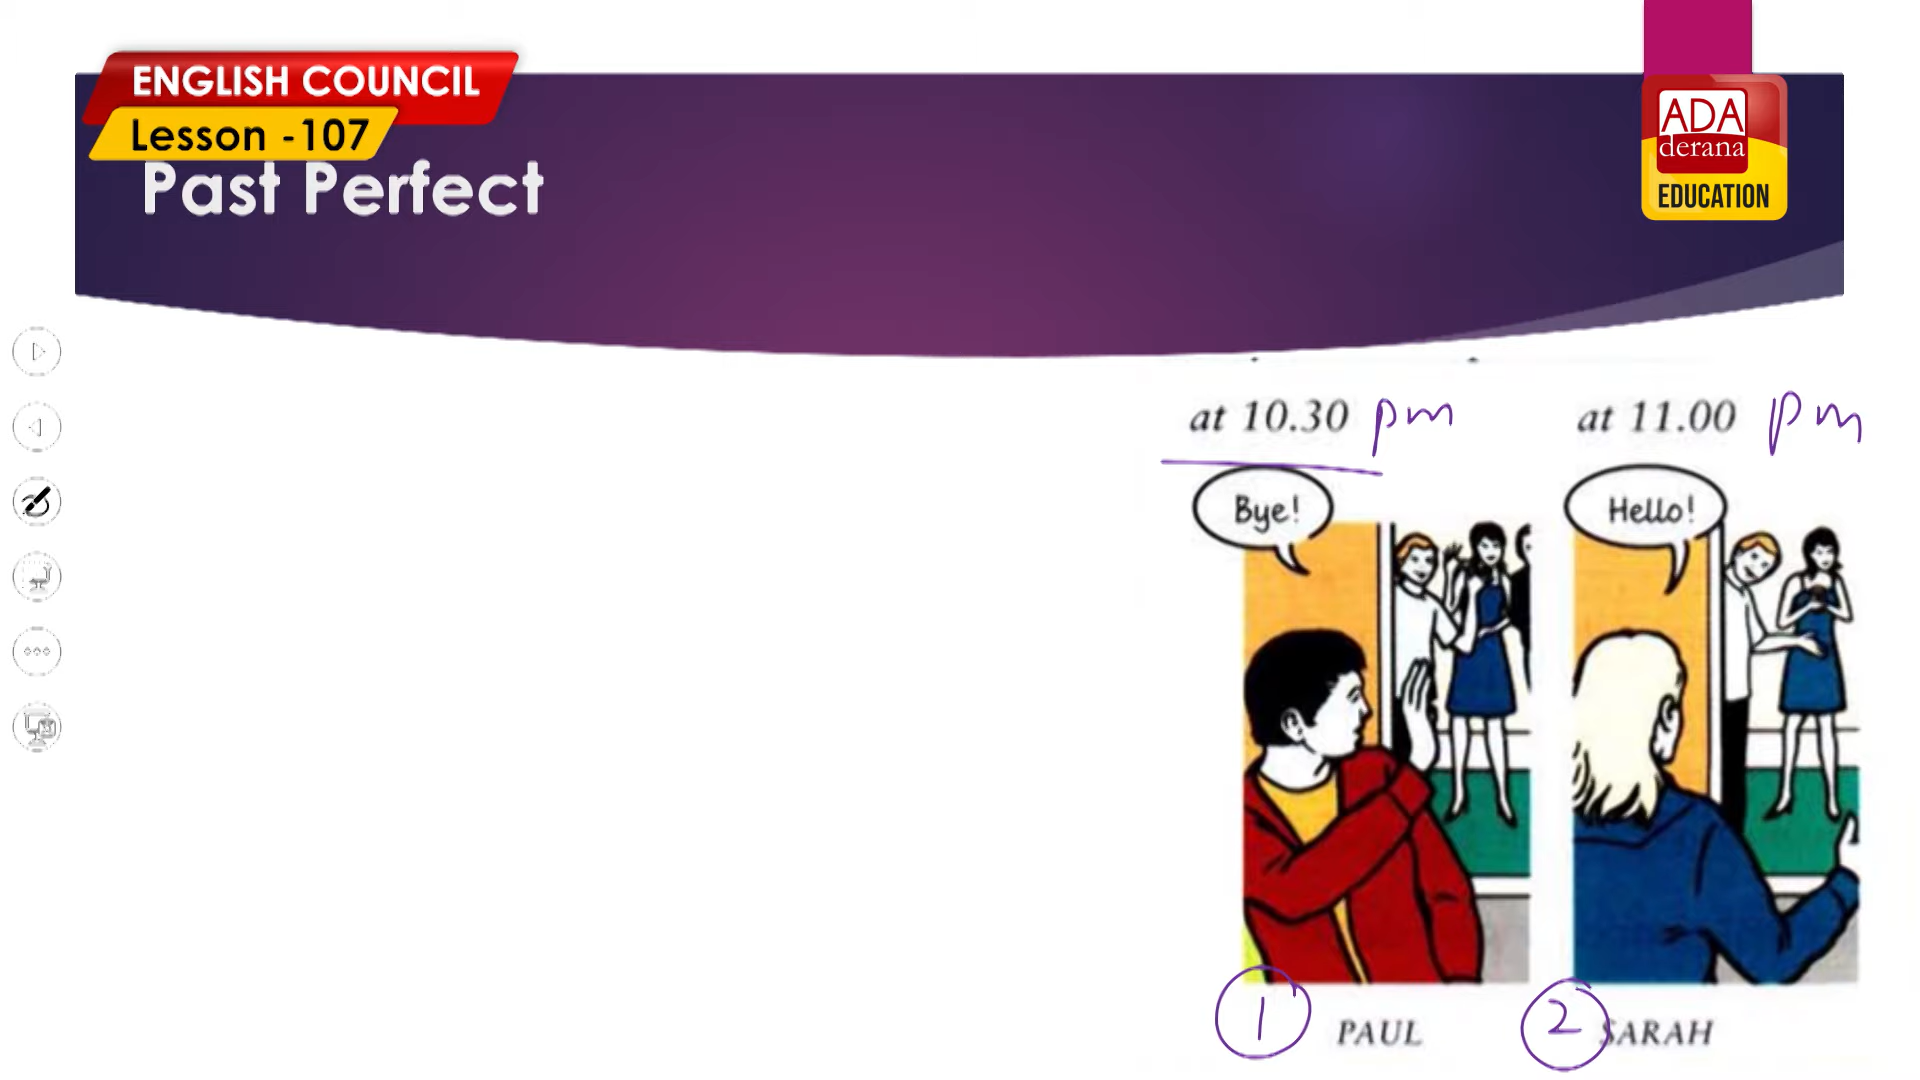 ENGLISH COUNCIL
Lesson -107
Past Perfect
ADA
derana
EDUCATION
at 10.30 pm
at 11.00 pm
Bye!
Hello!
1 PAUL
2 SARAH